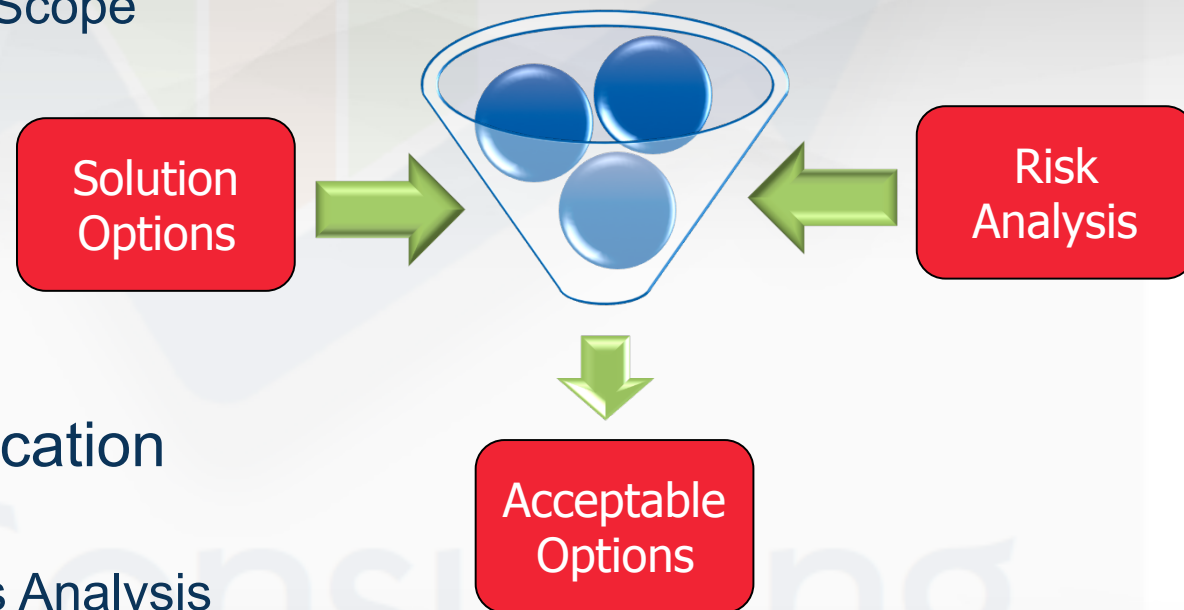 Scope
Solution
Options
Risk
Analysis
cation
Acceptable
Options
s Analysis